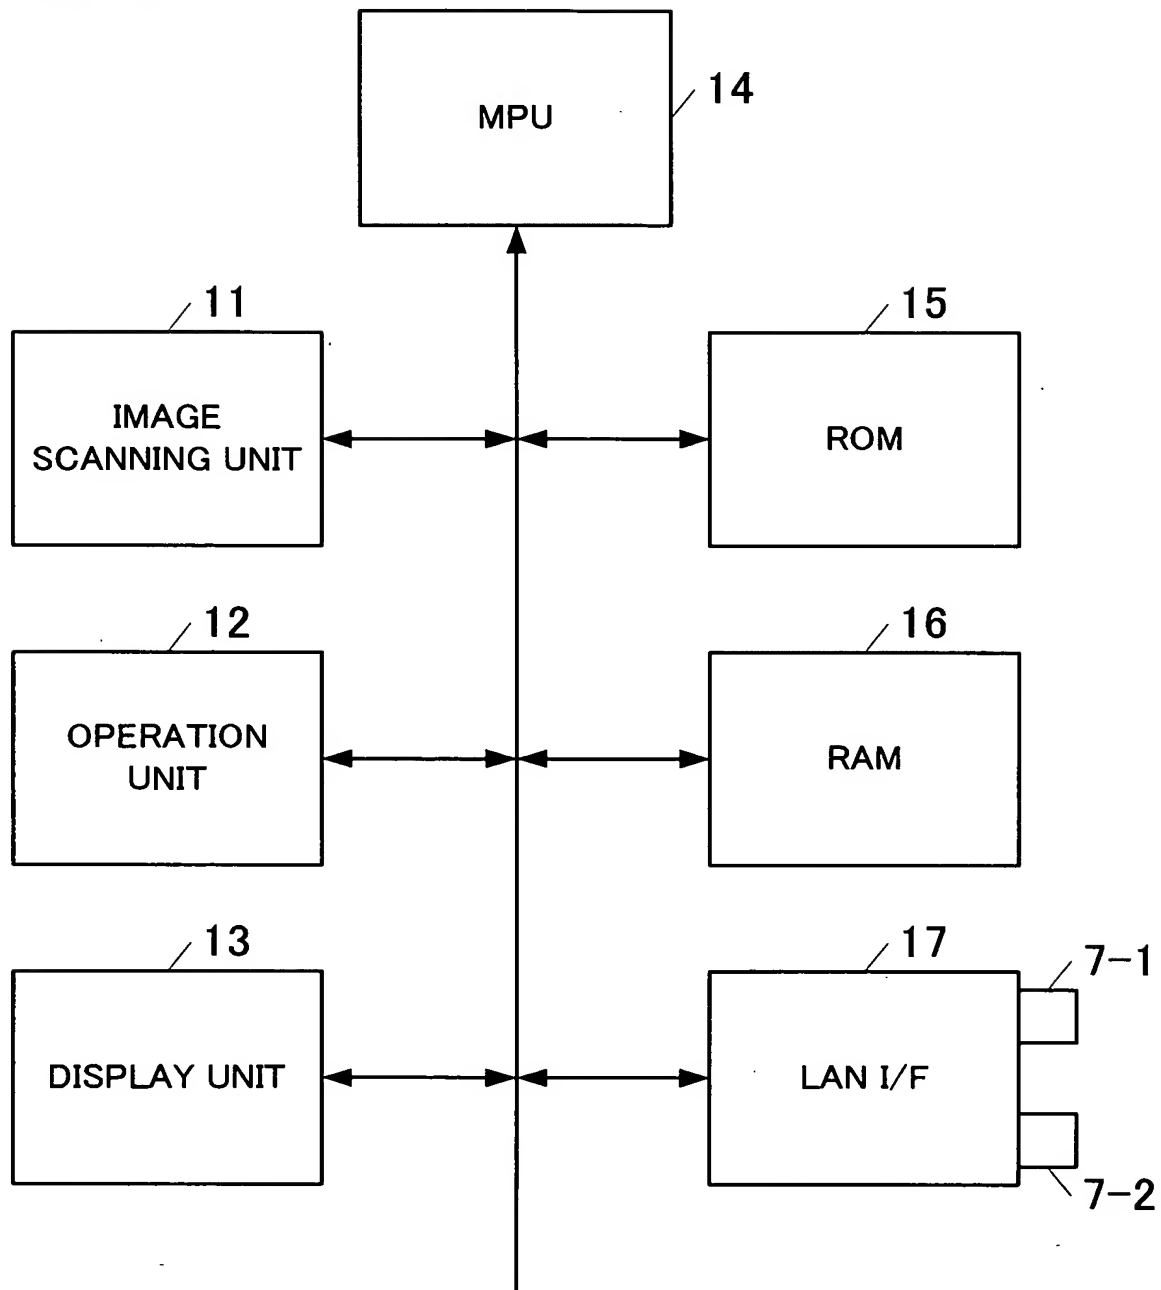 MPU
14
11
IMAGE
SCANNING UNIT
15
ROM
12
OPERATION
UNIT
16
RAM
13
DISPLAY UNIT
17
LAN I/F
7-1
7-2